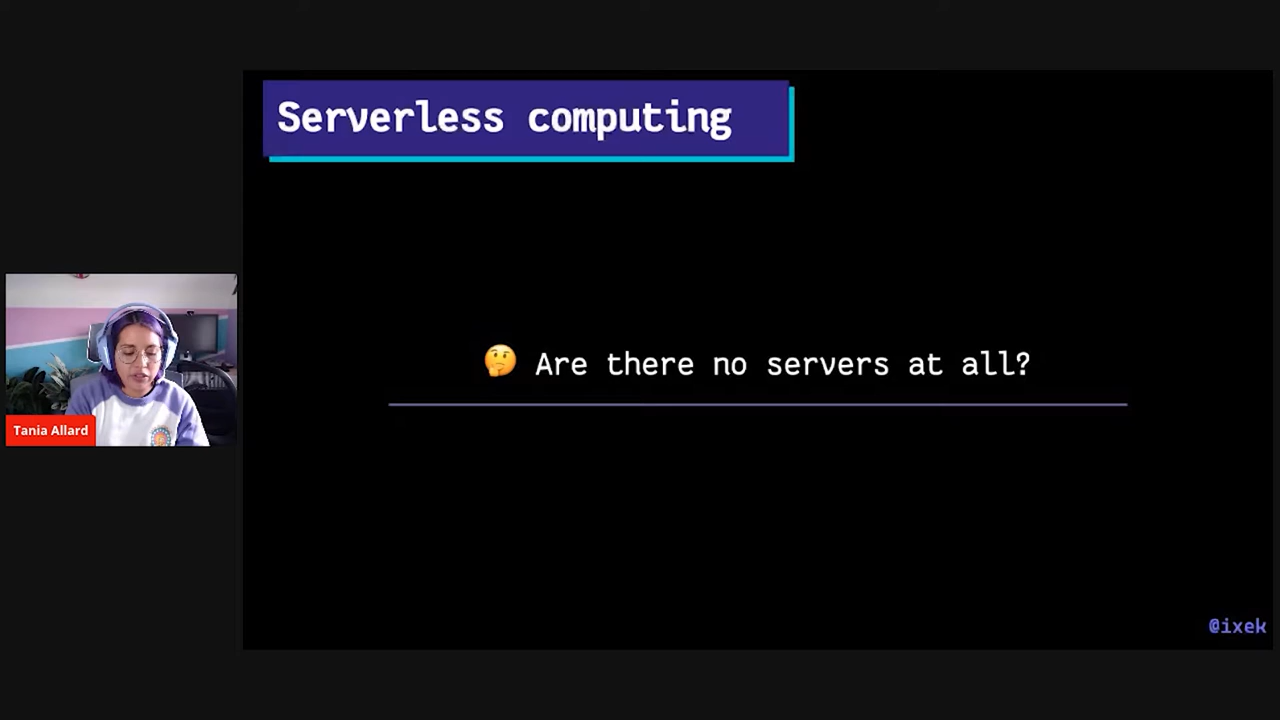 Serverless computing
🤔 Are there no servers at all?
Tania Allard
@ixek